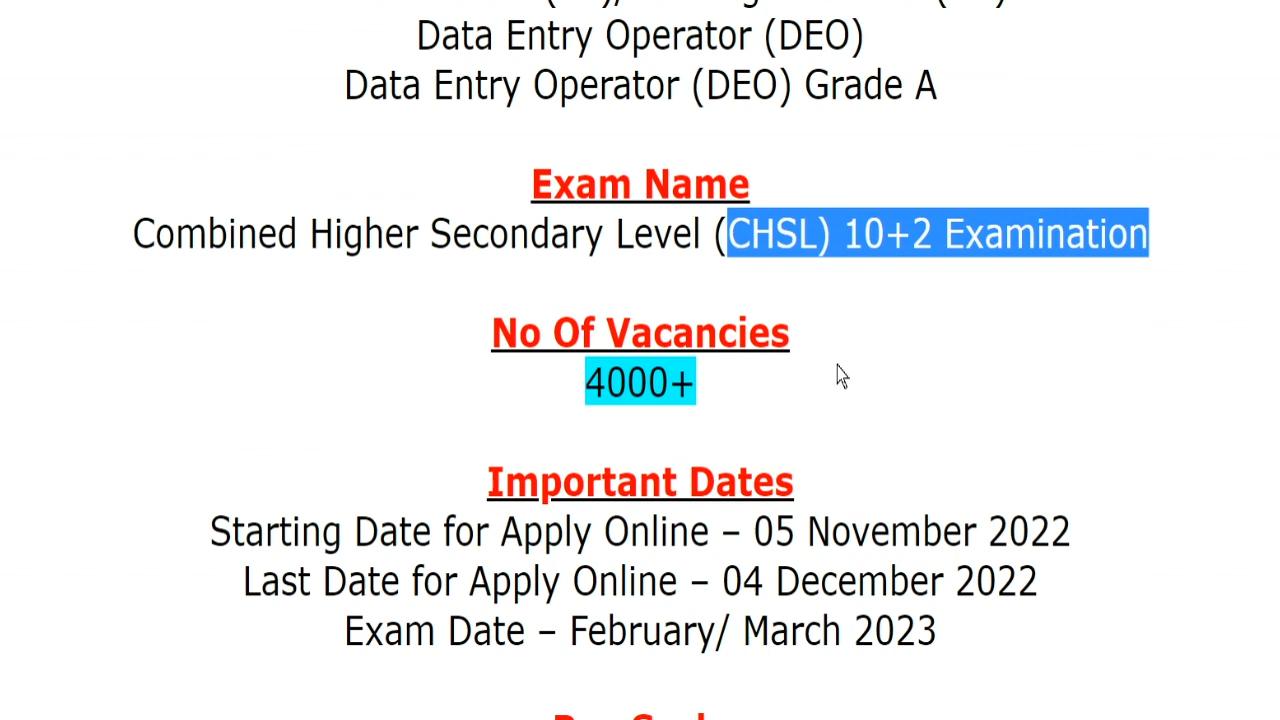 Data Entry Operator (DEO)
Data Entry Operator (DEO) Grade A
Exam Name
Combined Higher Secondary Level (CHSL) 10+2 Examination
No Of Vacancies
4000+
Important Dates
Starting Date for Apply Online – 05 November 2022
Last Date for Apply Online – 04 December 2022
Exam Date – February/ March 2023